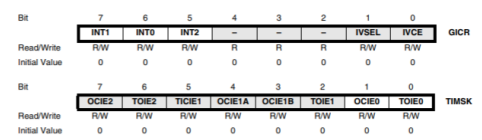 Bit 7 6 5 4 3 2 1 0
INT1 INT0 INT2 – – – IVSEL IVCE GICR
Read/Write R/W R/W R/W R R R R/W R/W
Initial Value 0 0 0 0 0 0 0 0
Bit 7 6 5 4 3 2 1 0
OCIE2 TOIE2 TICIE1 OCIE1A OCIE1B TOIE1 OCIE0 TOIE0 TIMSK
Read/Write R/W R/W R/W R/W R/W R/W R/W R/W
Initial Value 0 0 0 0 0 0 0 0